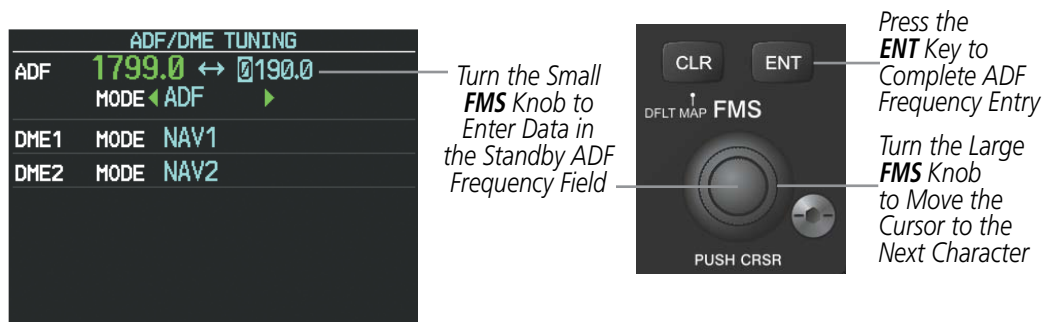 ADF/DME TUNING
ADF 1799.0 ↔ 0190.0
MODE ADF
DME1 MODE NAV1
DME2 MODE NAV2
Turn the Small
FMS Knob to
Enter Data in
the Standby ADF
Frequency Field
CLR ENT
DFLT MAP FMS
PUSH CRSR
Press the
ENT Key to
Complete ADF
Frequency Entry
Turn the Large
FMS Knob
to Move the
Cursor to the
Next Character